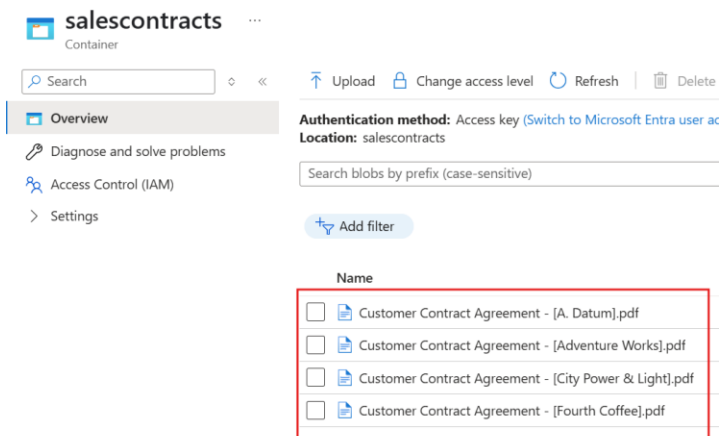 salescontracts ...
Container
Search
Overview
Diagnose and solve problems
Access Control (IAM)
Settings
Upload Change access level Refresh Delete
Authentication method: Access key (Switch to Microsoft Entra user ac
Location: salescontracts
Search blobs by prefix (case-sensitive)
Add filter
Name
Customer Contract Agreement - [A. Datum].pdf
Customer Contract Agreement - [Adventure Works].pdf
Customer Contract Agreement - [City Power & Light].pdf
Customer Contract Agreement - [Fourth Coffee].pdf